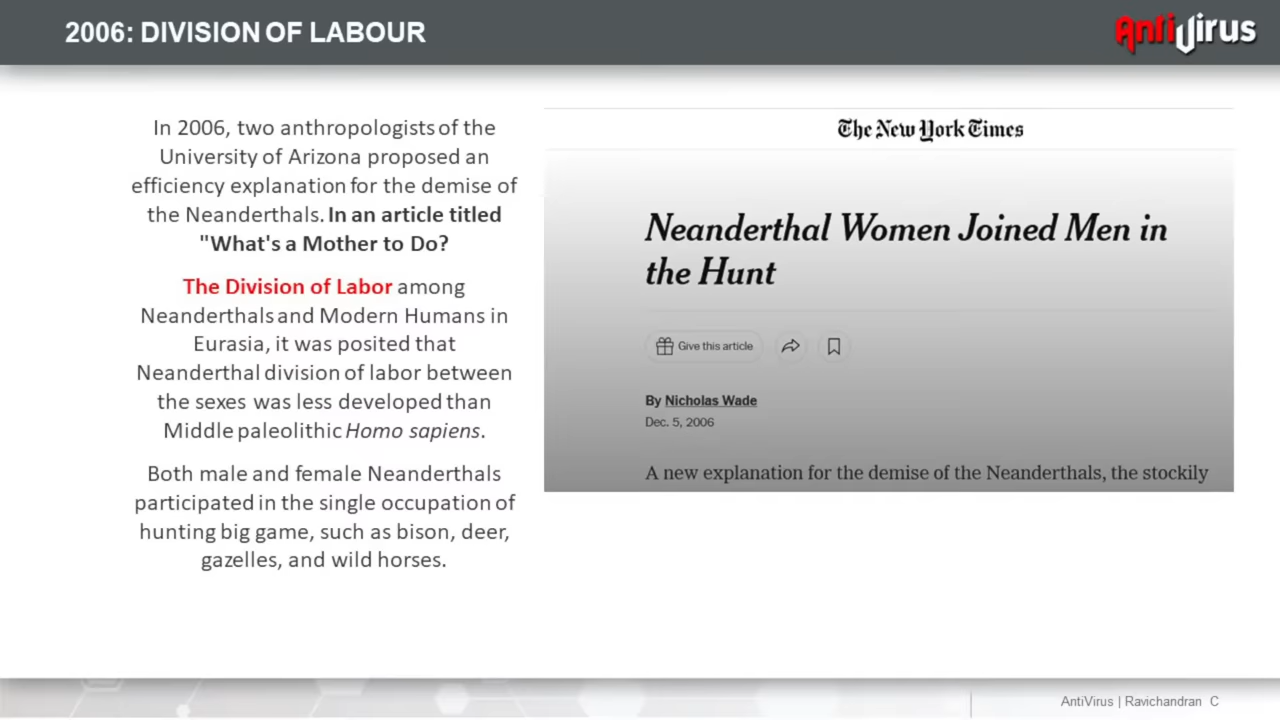 2006: DIVISION OF LABOUR
AntiVirus
In 2006, two anthropologists of the
University of Arizona proposed an
efficiency explanation for the demise of
the Neanderthals. In an article titled
"What's a Mother to Do?
The Division of Labor among
Neanderthals and Modern Humans in
Eurasia, it was posited that
Neanderthal division of labor between
the sexes was less developed than
Middle paleolithic Homo sapiens.
Both male and female Neanderthals
participated in the single occupation of
hunting big game, such as bison, deer,
gazelles, and wild horses.
The New York Times
Neanderthal Women Joined Men in
the Hunt
Give this article
By Nicholas Wade
Dec. 5, 2006
A new explanation for the demise of the Neanderthals, the stockily
AntiVirus | Ravichandran C